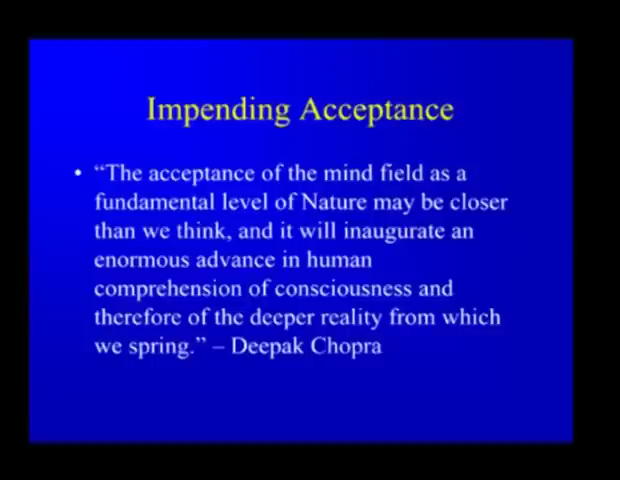 Impending Acceptance
• “The acceptance of the mind field as a
fundamental level of Nature may be closer
than we think, and it will inaugurate an
enormous advance in human
comprehension of consciousness and
therefore of the deeper reality from which
we spring.” – Deepak Chopra